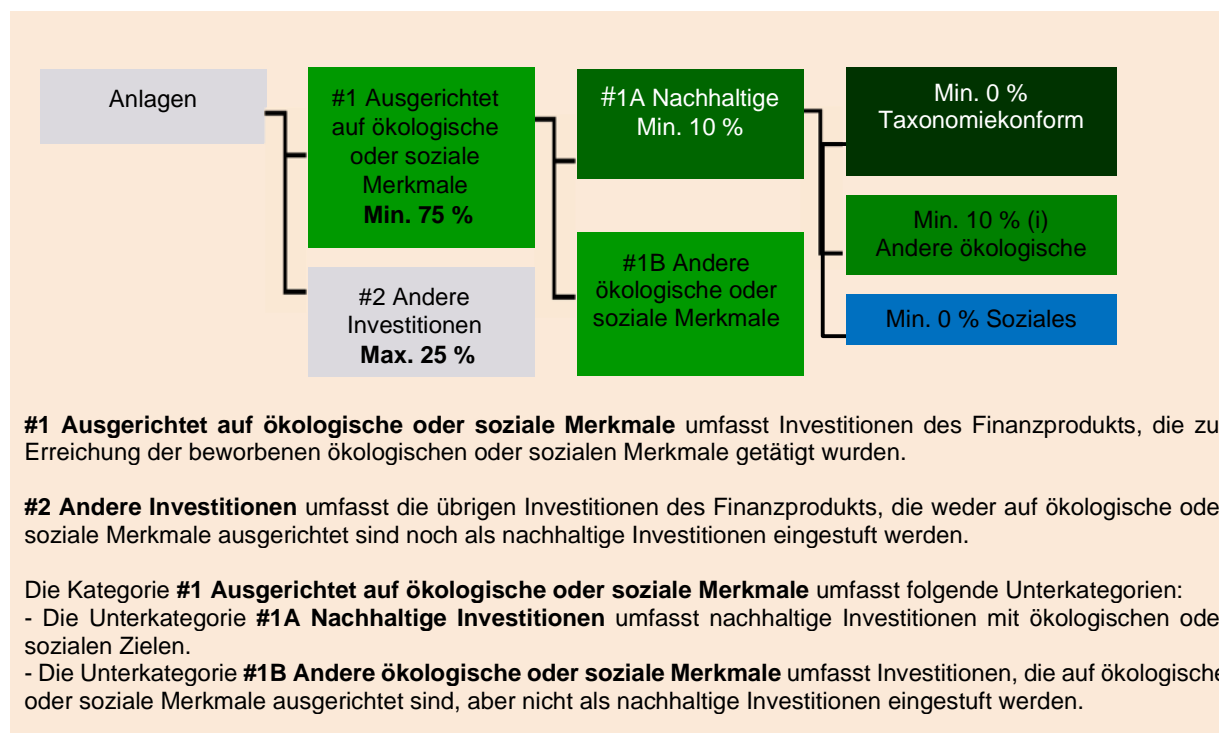 Anlagen
#1 Ausgerichtet
auf ökologische
oder soziale
Merkmale
Min. 75 %
#2 Andere
Investitionen
Max. 25 %
#1A Nachhaltige
Min. 10 %
#1B Andere
ökologische oder
soziale Merkmale
Min. 0 %
Taxonomiekonform
Min. 10 % (i)
Andere ökologische
Min. 0 % Soziales
#1 Ausgerichtet auf ökologische oder soziale Merkmale umfasst Investitionen des Finanzprodukts, die zu
Erreichung der beworbenen ökologischen oder sozialen Merkmale getätigt wurden.
#2 Andere Investitionen umfasst die übrigen Investitionen des Finanzprodukts, die weder auf ökologische ode
soziale Merkmale ausgerichtet sind noch als nachhaltige Investitionen eingestuft werden.
Die Kategorie #1 Ausgerichtet auf ökologische oder soziale Merkmale umfasst folgende Unterkategorien:
- Die Unterkategorie #1A Nachhaltige Investitionen umfasst nachhaltige Investitionen mit ökologischen ode
sozialen Zielen.
- Die Unterkategorie #1B Andere ökologische oder soziale Merkmale umfasst Investitionen, die auf ökologische
oder soziale Merkmale ausgerichtet sind, aber nicht als nachhaltige Investitionen eingestuft werden.